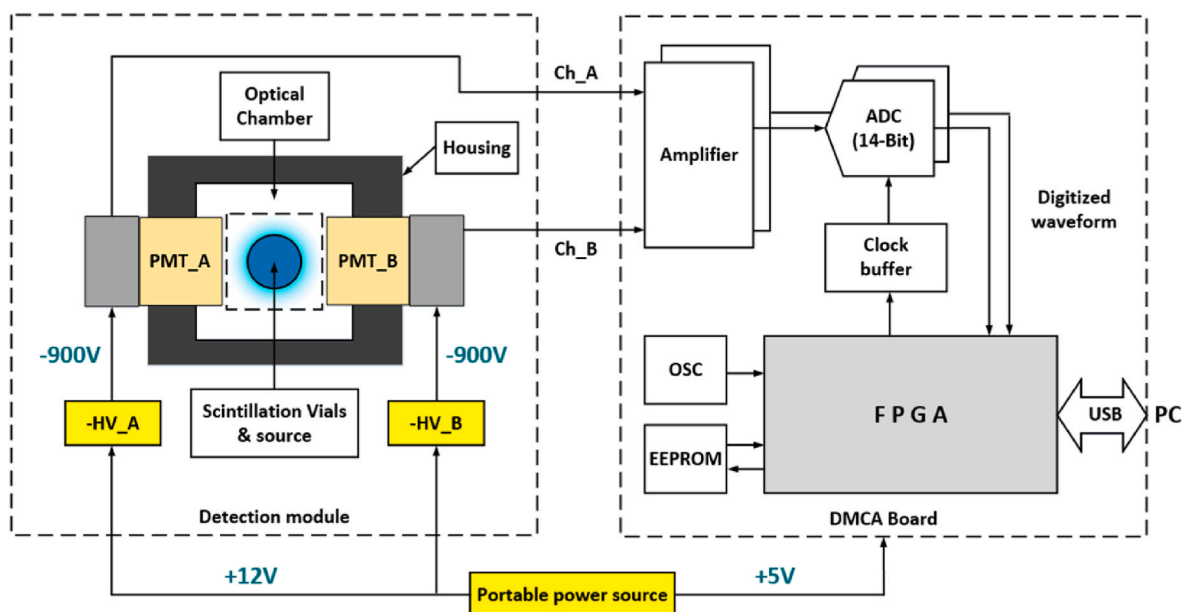 Ch_A
Optical
Chamber
Housing
PMT_A
PMT_B
Ch_B
-900V
-900V
-HV_A
Scintillation Vials
& source
-HV_B
Detection module
+12V
Portable power source
+5V
Amplifier
ADC
(14-Bit)
Digitized
waveform
Clock
buffer
OSC
EEPROM
F P G A
USB
PC
DMCA Board